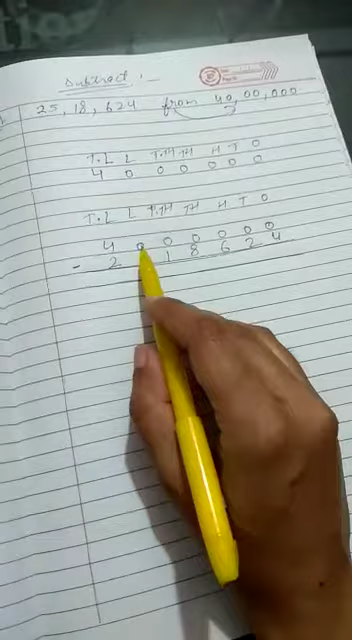 Subtract :-
25, 18, 624 from 40,00,000
T.L L T.TH TH H T O
4 0 0 0 0 0 0
T.L L T.TH TH H T O
4 0 0 0 0 0 0
- 2 1 8 6 2 4